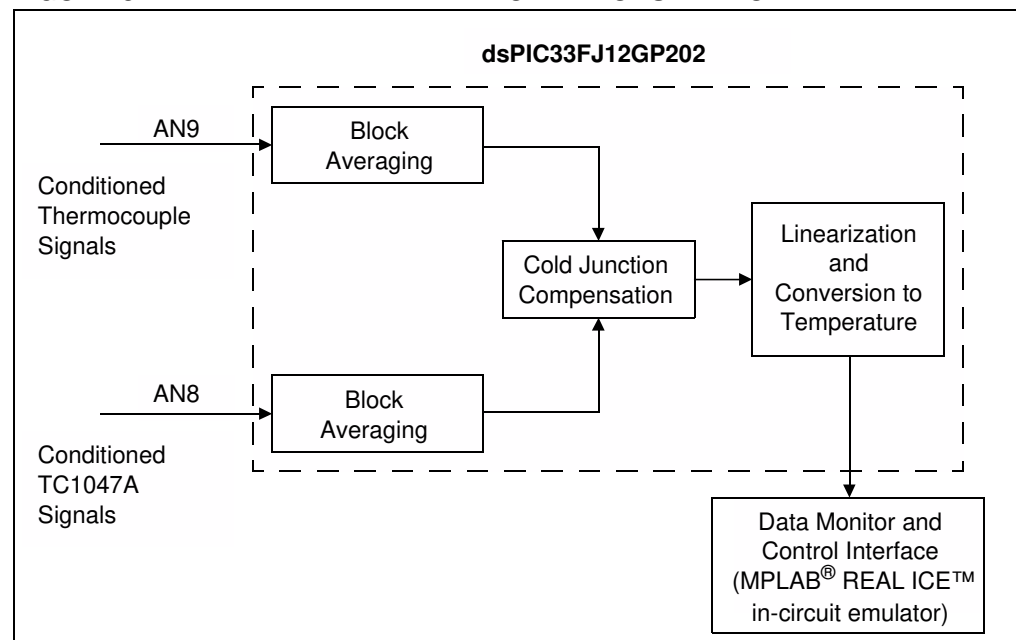 dsPIC33FJ12GP202
AN9
Block
Averaging
Conditioned
Thermocouple
Signals
Cold Junction
Compensation
Linearization
and
Conversion to
Temperature
AN8
Block
Averaging
Conditioned
TC1047A
Signals
Data Monitor and
Control Interface
(MPLAB® REAL ICE™
in-circuit emulator)